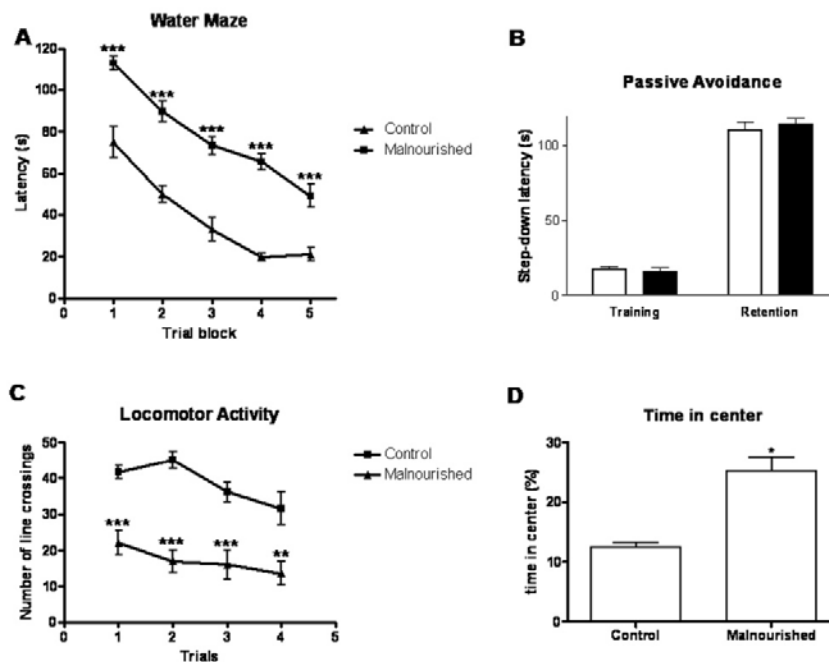 A
Water Maze
***
***
***
***
***
120
100
80
60
40
20
0
0
1
2
3
4
5
Latency (s)
Trial block
Control
Malnourished
B
Passive Avoidance
100
50
0
Step-down latency (s)
Training
Retention
C
Locomotor Activity
50
40
30
20
10
0
***
***
***
**
0
1
2
3
4
5
Number of line crossings
Trials
Control
Malnourished
D
Time in center
30
20
10
0
*
time in center (%)
Control
Malnourished